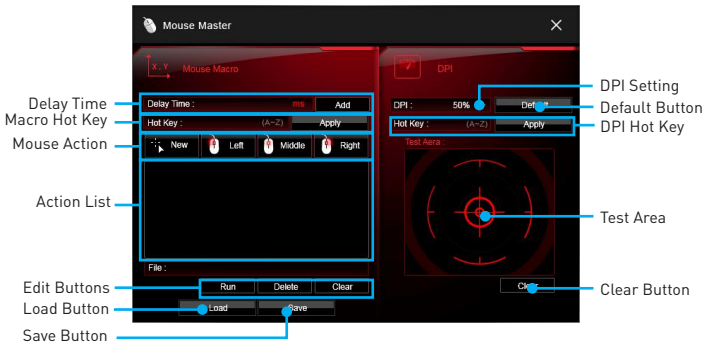 Mouse Master
X . Y
Mouse Macro
DPI
Delay Time
Delay Time :
ms
Add
DPI :
50%
Default
DPI Setting
Default Button
Macro Hot Key
Hot Key :
(A~Z)
Apply
Hot Key :
(A~Z)
Apply
DPI Hot Key
Mouse Action
New
Left
Middle
Right
Test Aera :
Action List
Test Area
File :
Edit Buttons
Run
Delete
Clear
Clear
Clear Button
Load Button
Load
Save
Save Button